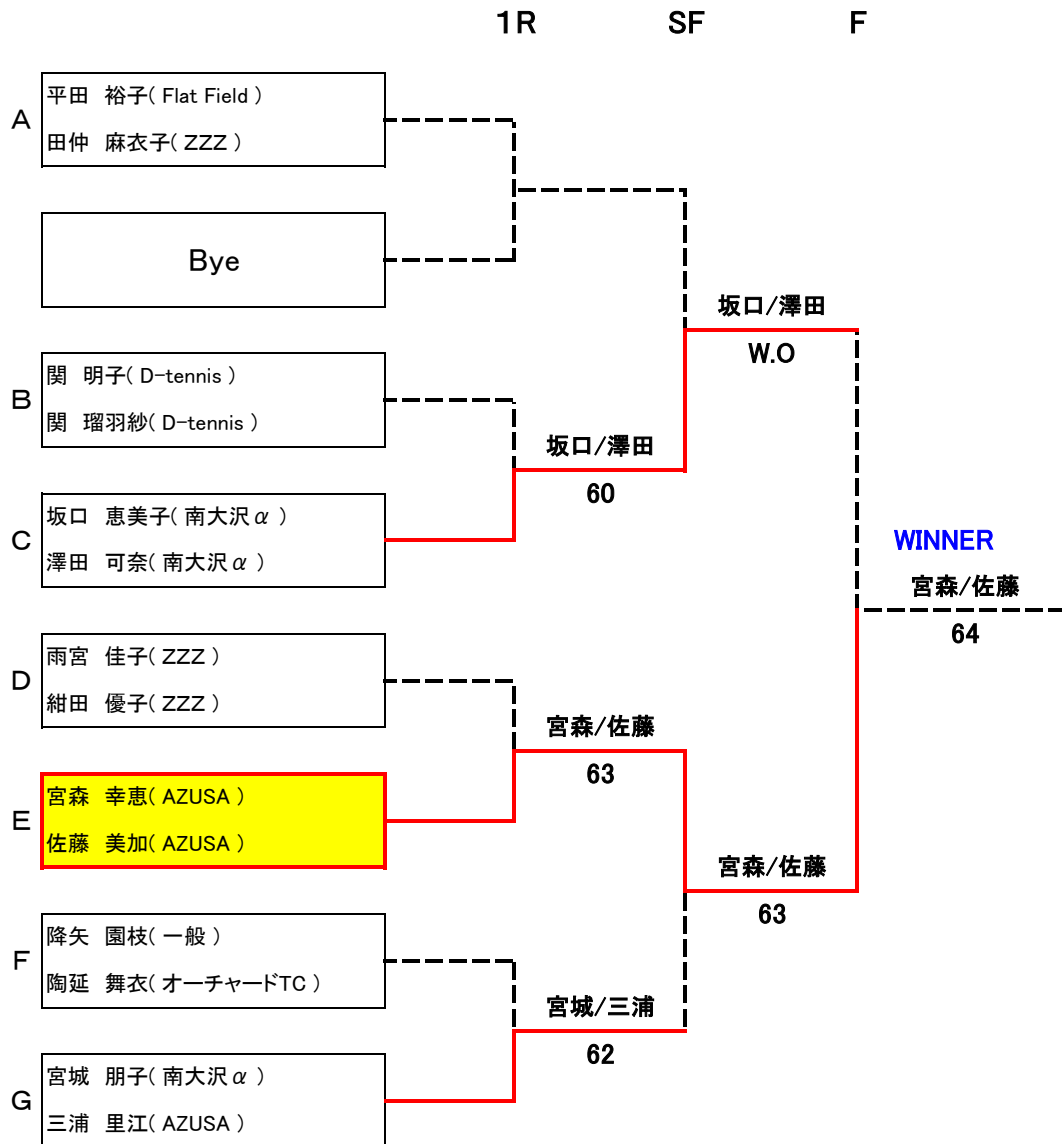 1R SF F
A
平田 裕子( Flat Field )
田仲 麻衣子( ZZZ )
Bye
坂口/澤田
W.O
B
関 明子( D-tennis )
関 瑠羽紗( D-tennis )
坂口/澤田
60
C
坂口 恵美子( 南大沢α )
澤田 可奈( 南大沢α )
WINNER
宮森/佐藤
64
D
雨宮 佳子( ZZZ )
紺田 優子( ZZZ )
宮森/佐藤
63
E
宮森 幸恵( AZUSA )
佐藤 美加( AZUSA )
宮森/佐藤
63
F
降矢 園枝( 一般 )
陶延 舞衣( オーチャードTC )
宮城/三浦
62
G
宮城 朋子( 南大沢α )
三浦 里江( AZUSA )